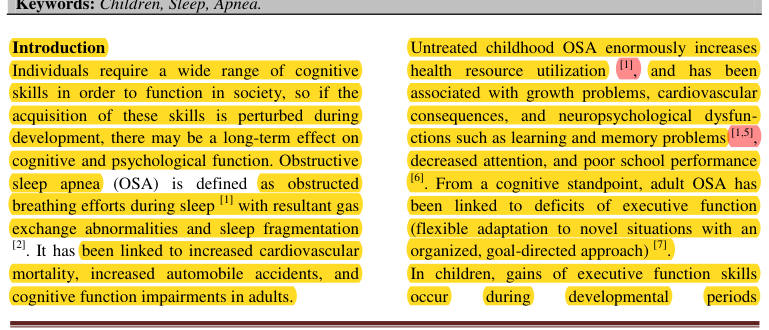 Keywords: Children, Sleep, Apnea.
Introduction
Individuals require a wide range of cognitive
skills in order to function in society, so if the
acquisition of these skills is perturbed during
development, there may be a long-term effect on
cognitive and psychological function. Obstructive
sleep apnea (OSA) is defined as obstructed
breathing efforts during sleep [1] with resultant gas
exchange abnormalities and sleep fragmentation
[2]. It has been linked to increased cardiovascular
mortality, increased automobile accidents, and
cognitive function impairments in adults.
Untreated childhood OSA enormously increases
health resource utilization [1], and has been
associated with growth problems, cardiovascular
consequences, and neuropsychological dysfun-
ctions such as learning and memory problems [1,5],
decreased attention, and poor school performance
[6]. From a cognitive standpoint, adult OSA has
been linked to deficits of executive function
(flexible adaptation to novel situations with an
organized, goal-directed approach) [7].
In children, gains of executive function skills
occur during developmental periods